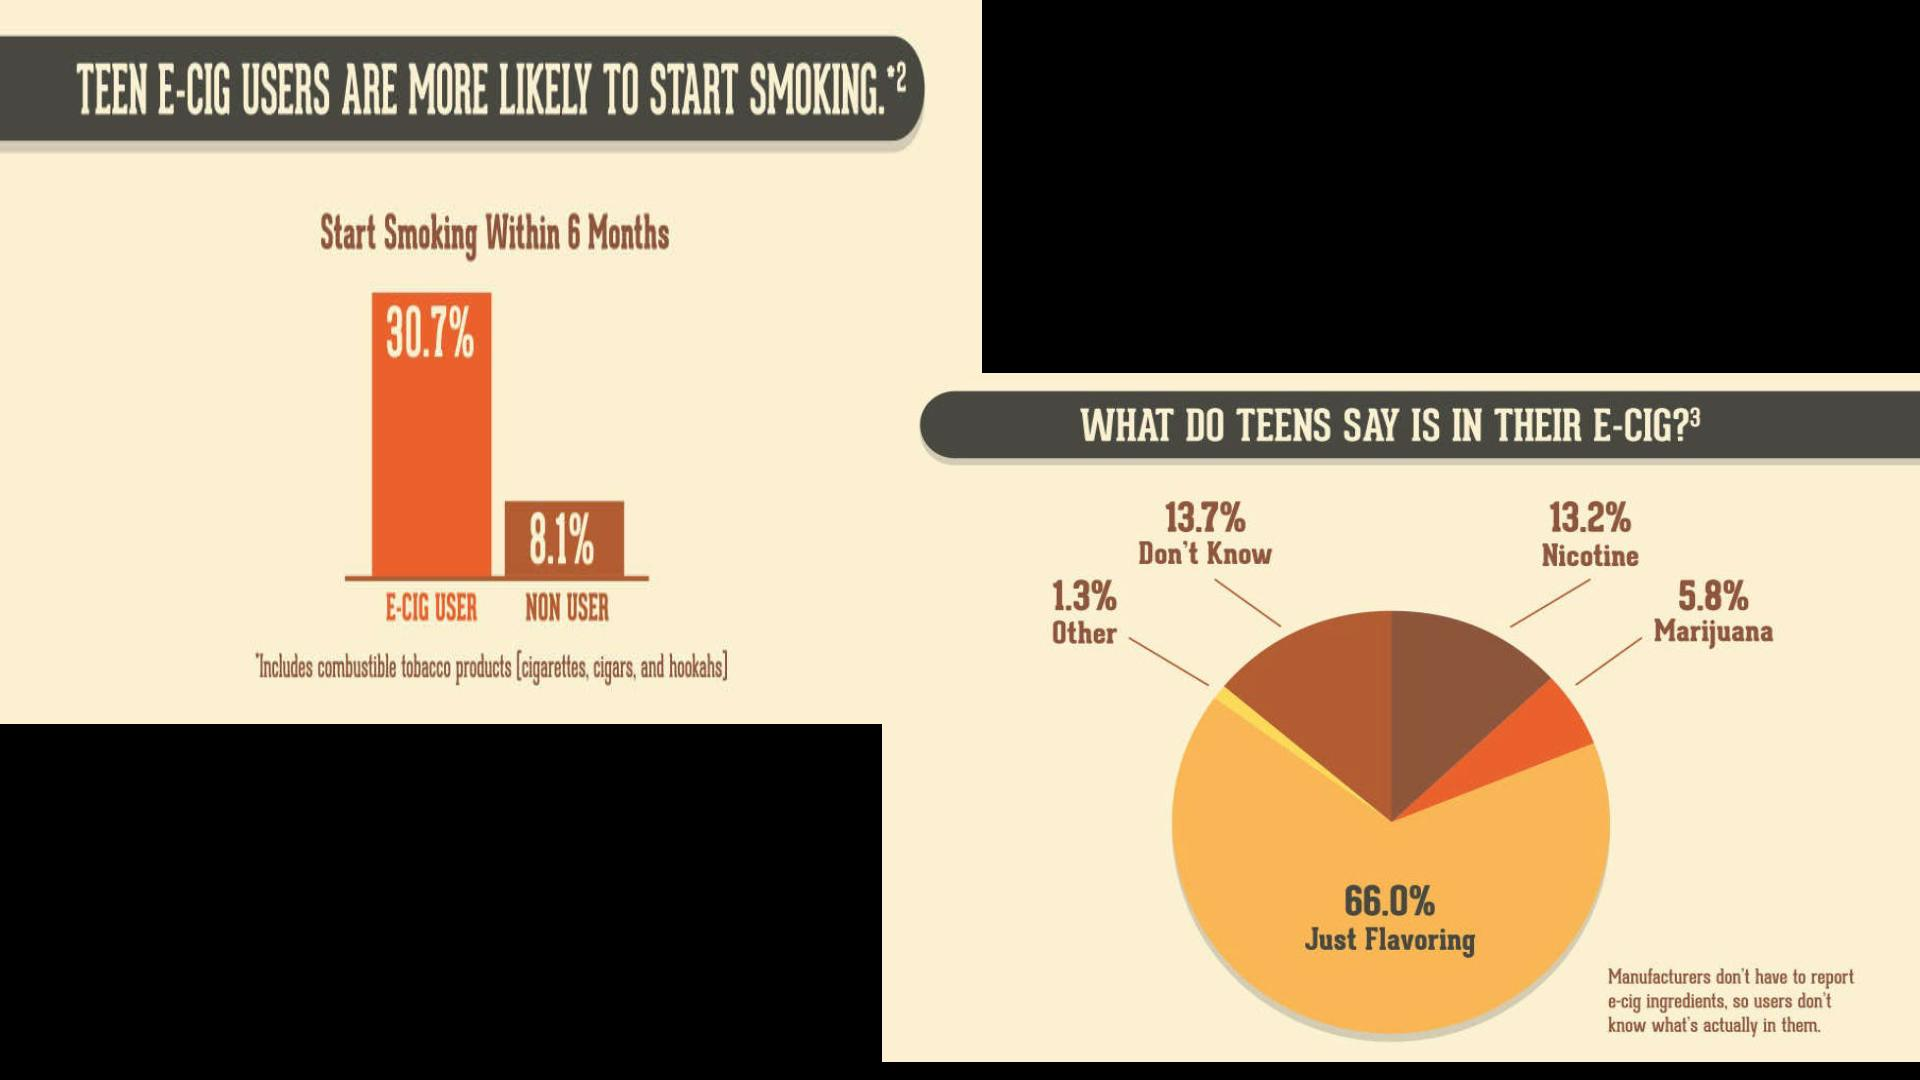 TEEN E-CIG USERS ARE MORE LIKELY TO START SMOKING.*2
Start Smoking Within 6 Months
30.7%
8.1%
E-CIG USER
NON USER
*Includes combustible tobacco products [cigarettes, cigars, and hookahs]
WHAT DO TEENS SAY IS IN THEIR E-CIG?3
13.7%
Don't Know
13.2%
Nicotine
1.3%
Other
5.8%
Marijuana
66.0%
Just Flavoring
Manufacturers don't have to report
e-cig ingredients, so users don't
know what's actually in them.